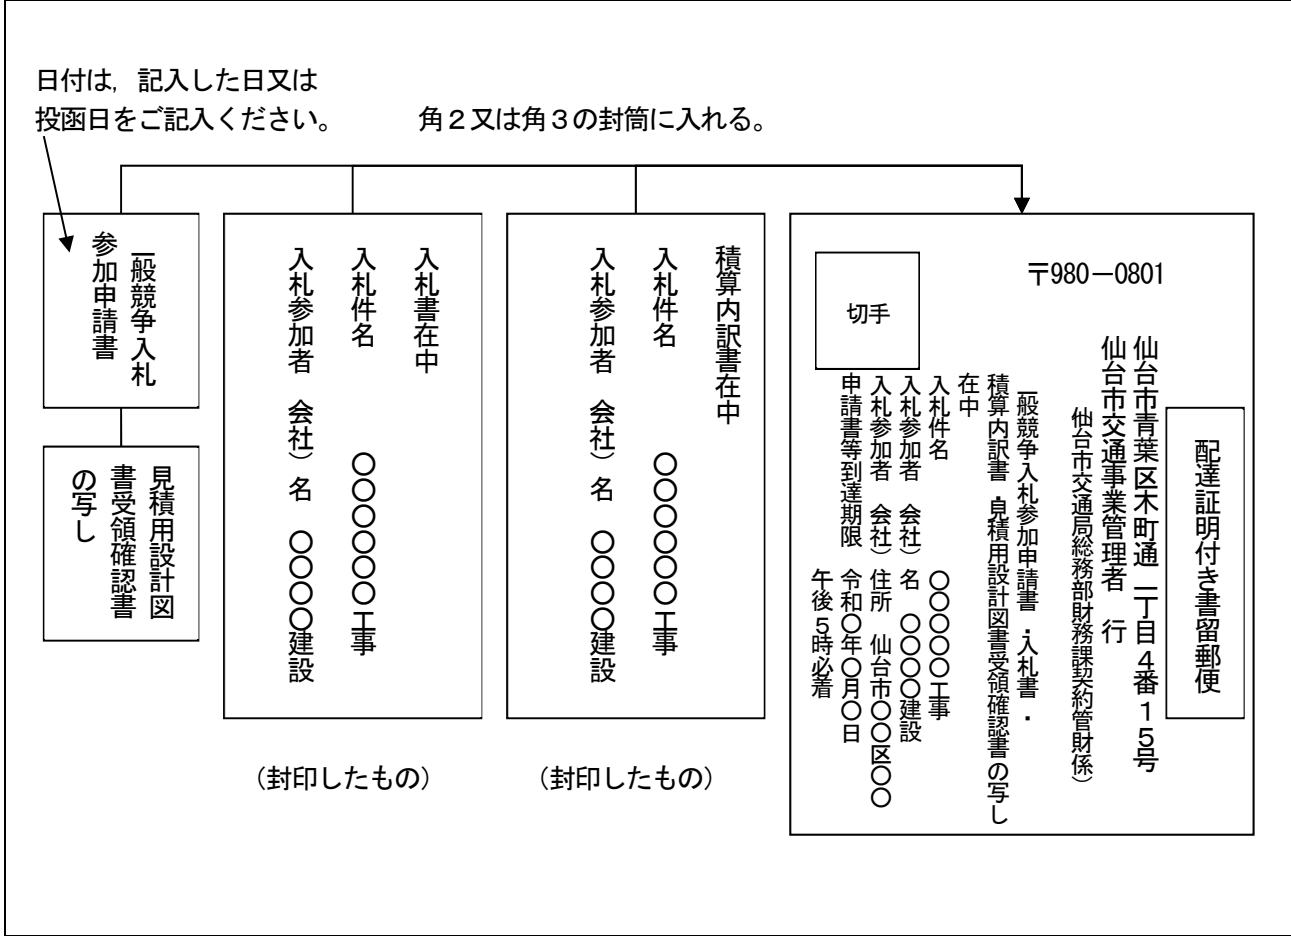 日付は，記入した日又は
投函日をご記入ください。
角２又は角３の封筒に入れる。
一般競争入札
参加申請書
見積用設計図
書受領確認書
の写し
入札書在中
入札件名　〇〇〇〇〇〇工事
入札参加者　会社）名　〇〇〇〇建設
（封印したもの）
積算内訳書在中
入札件名　〇〇〇〇〇〇工事
入札参加者　会社）名　〇〇〇〇建設
（封印したもの）
切手
〒980－0801
配達証明付き書留郵便
仙台市青葉区木町通一丁目４番１５号
仙台市交通事業管理者　行
仙台市交通局総務部財務課契約管財係）
一般競争入札参加申請書・入札書・
積算内訳書・見積用設計図書受領確認書の写し
在中
入札件名　〇〇〇〇〇工事
入札参加者　会社）名　〇〇〇〇建設
入札参加者　会社）住所　仙台市〇〇区〇〇
申請書等到達期限　令和〇年〇月〇日
午後５時必着